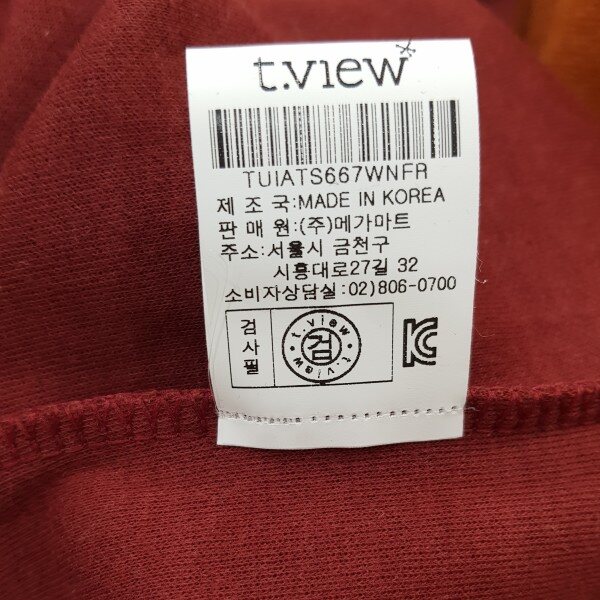 t.view*
TUIATS667WNFR
제 조 국:MADE IN KOREA
판 매 원:(주)메가마트
주소:서울시 금천구
시흥대로27길 32
소비자상담실:02)806-0700
검사필
t.view • t.view •
검
KC